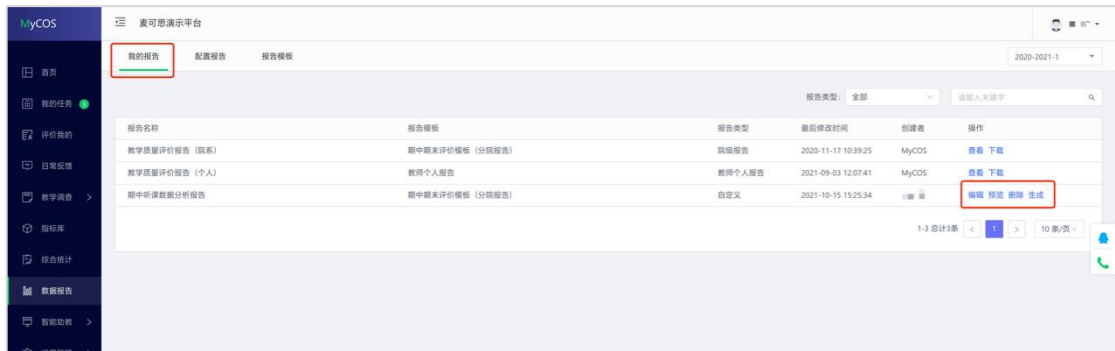 MyCOS
麦可思演示平台
我的报告 配置报告 报告模板
2020-2021-1
首页
我的任务
评价我的
日常反馈
教学调查
指标库
综合统计
数据报告
智能助教
报告类型: 全部 请输入关键字
报告名称 报告模板 报告类型 最后修改时间 创建者 操作
教学质量评价报告（院系） 期中期末评价模板（分院报告） 院级报告 2020-11-17 10:39:25 MyCOS 查看 下载
教学质量评价报告（个人） 教师个人报告 教师个人报告 2021-09-03 12:07:41 MyCOS 查看 下载
期中听课数据分析报告 期中期末评价模板（分院报告） 自定义 2021-10-15 15:25:34 编辑 预览 删除 生成
1-3 总计3条 < 1 > 10 条/页